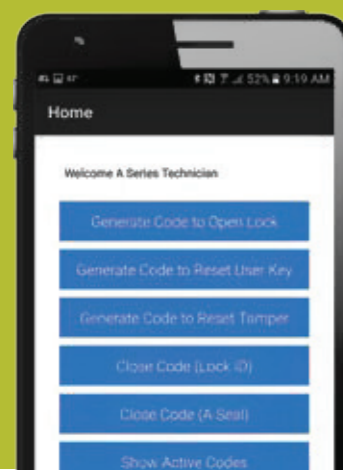 52% 9:19 AM
Home
Welcome A Series Technician
Generate Code to Open Lock
Generate Code to Reset User Key
Generate Code to Reset Tamper
Close Code (Lock ID)
Close Code (A Seal)
Show Active Codes